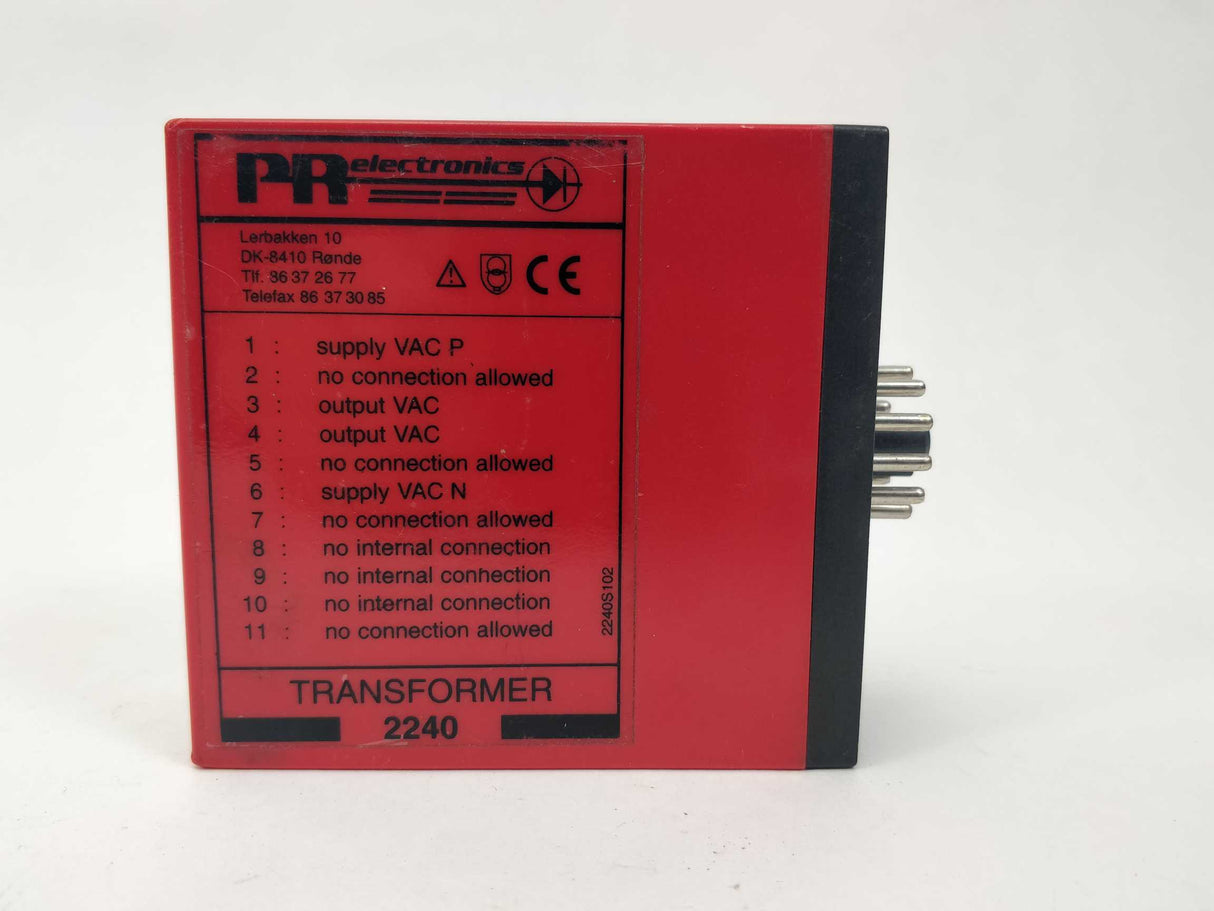 PR electronics
Lerbakken 10
DK-8410 Rønde
Tlf. 86 37 26 77
Telefax 86 37 30 85
CE
1 : supply VAC P
2 : no connection allowed
3 : output VAC
4 : output VAC
5 : no connection allowed
6 : supply VAC N
7 : no connection allowed
8 : no internal connection
9 : no internal connection
10 : no internal connection
11 : no connection allowed
2240S102
TRANSFORMER
2240